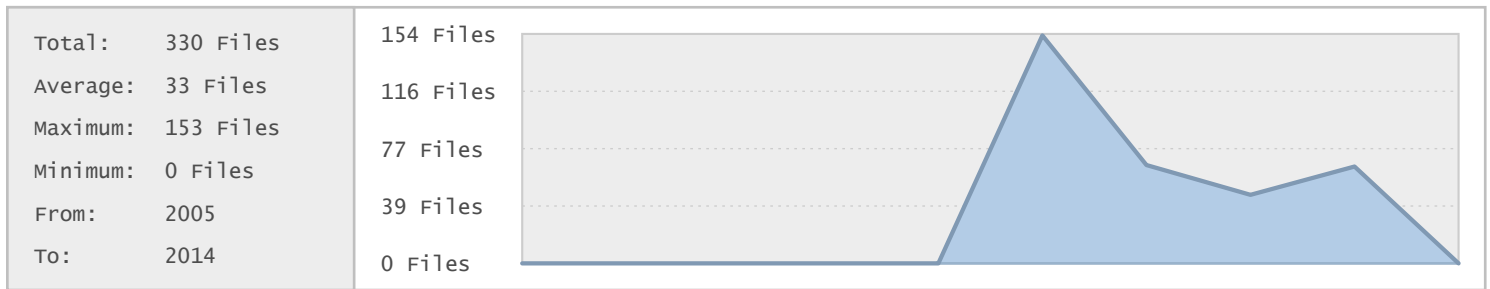 Total: 330 Files
Average: 33 Files
Maximum: 153 Files
Minimum: 0 Files
From: 2005
To: 2014
154 Files
116 Files
77 Files
39 Files
0 Files